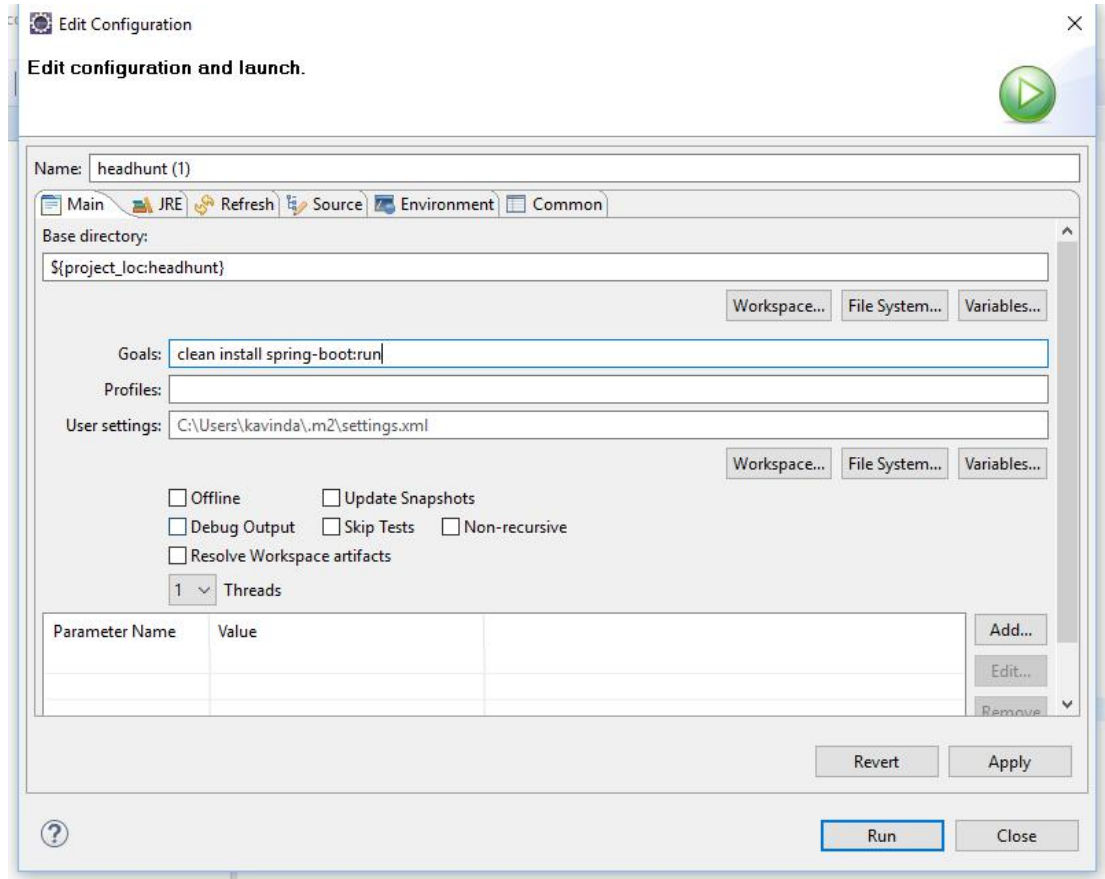 Edit Configuration
Edit configuration and launch.
Name: headhunt (1)
Main JRE Refresh Source Environment Common
Base directory:
${project_loc:headhunt}
Workspace... File System... Variables...
Goals: clean install spring-boot:run
Profiles:
User settings: C:\Users\kavinda\.m2\settings.xml
Workspace... File System... Variables...
Offline Update Snapshots
Debug Output Skip Tests Non-recursive
Resolve Workspace artifacts
1 Threads
Parameter Name Value Add...
Edit...
Remove
Revert Apply
? Run Close